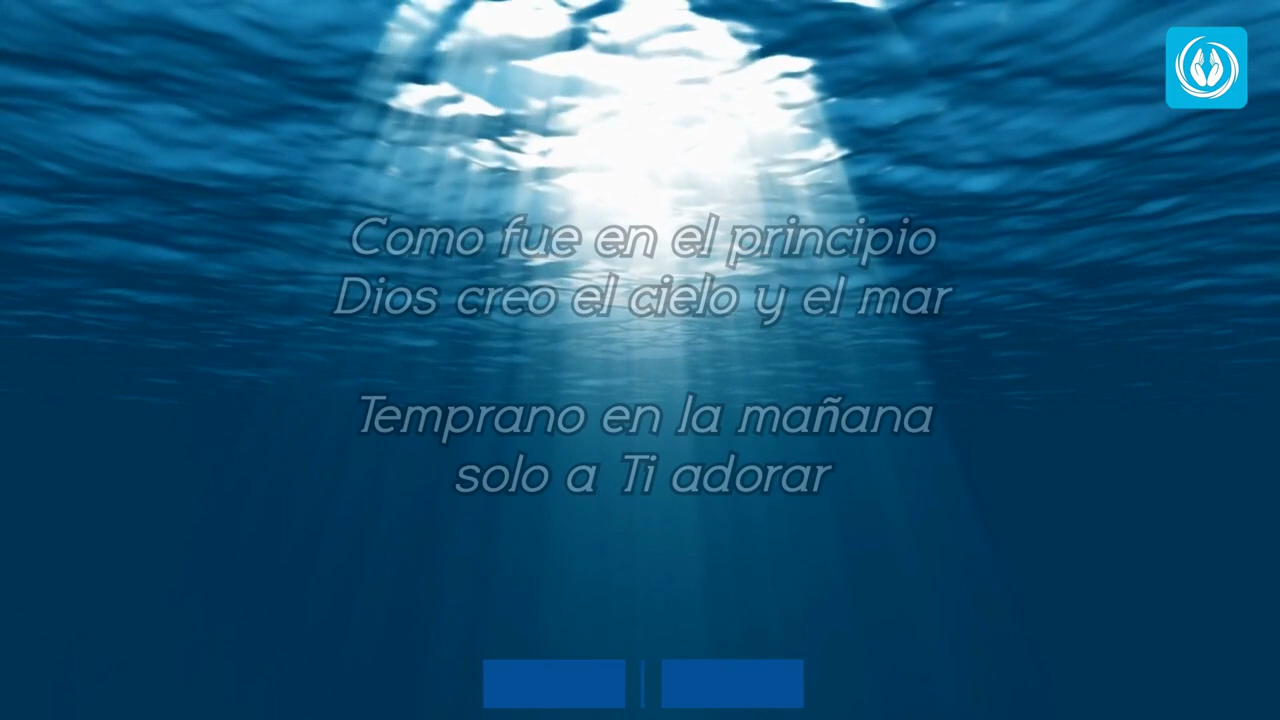 Como fue en el principio
Dios creo el cielo y el mar
Temprano en la mañana
solo a Ti adorar